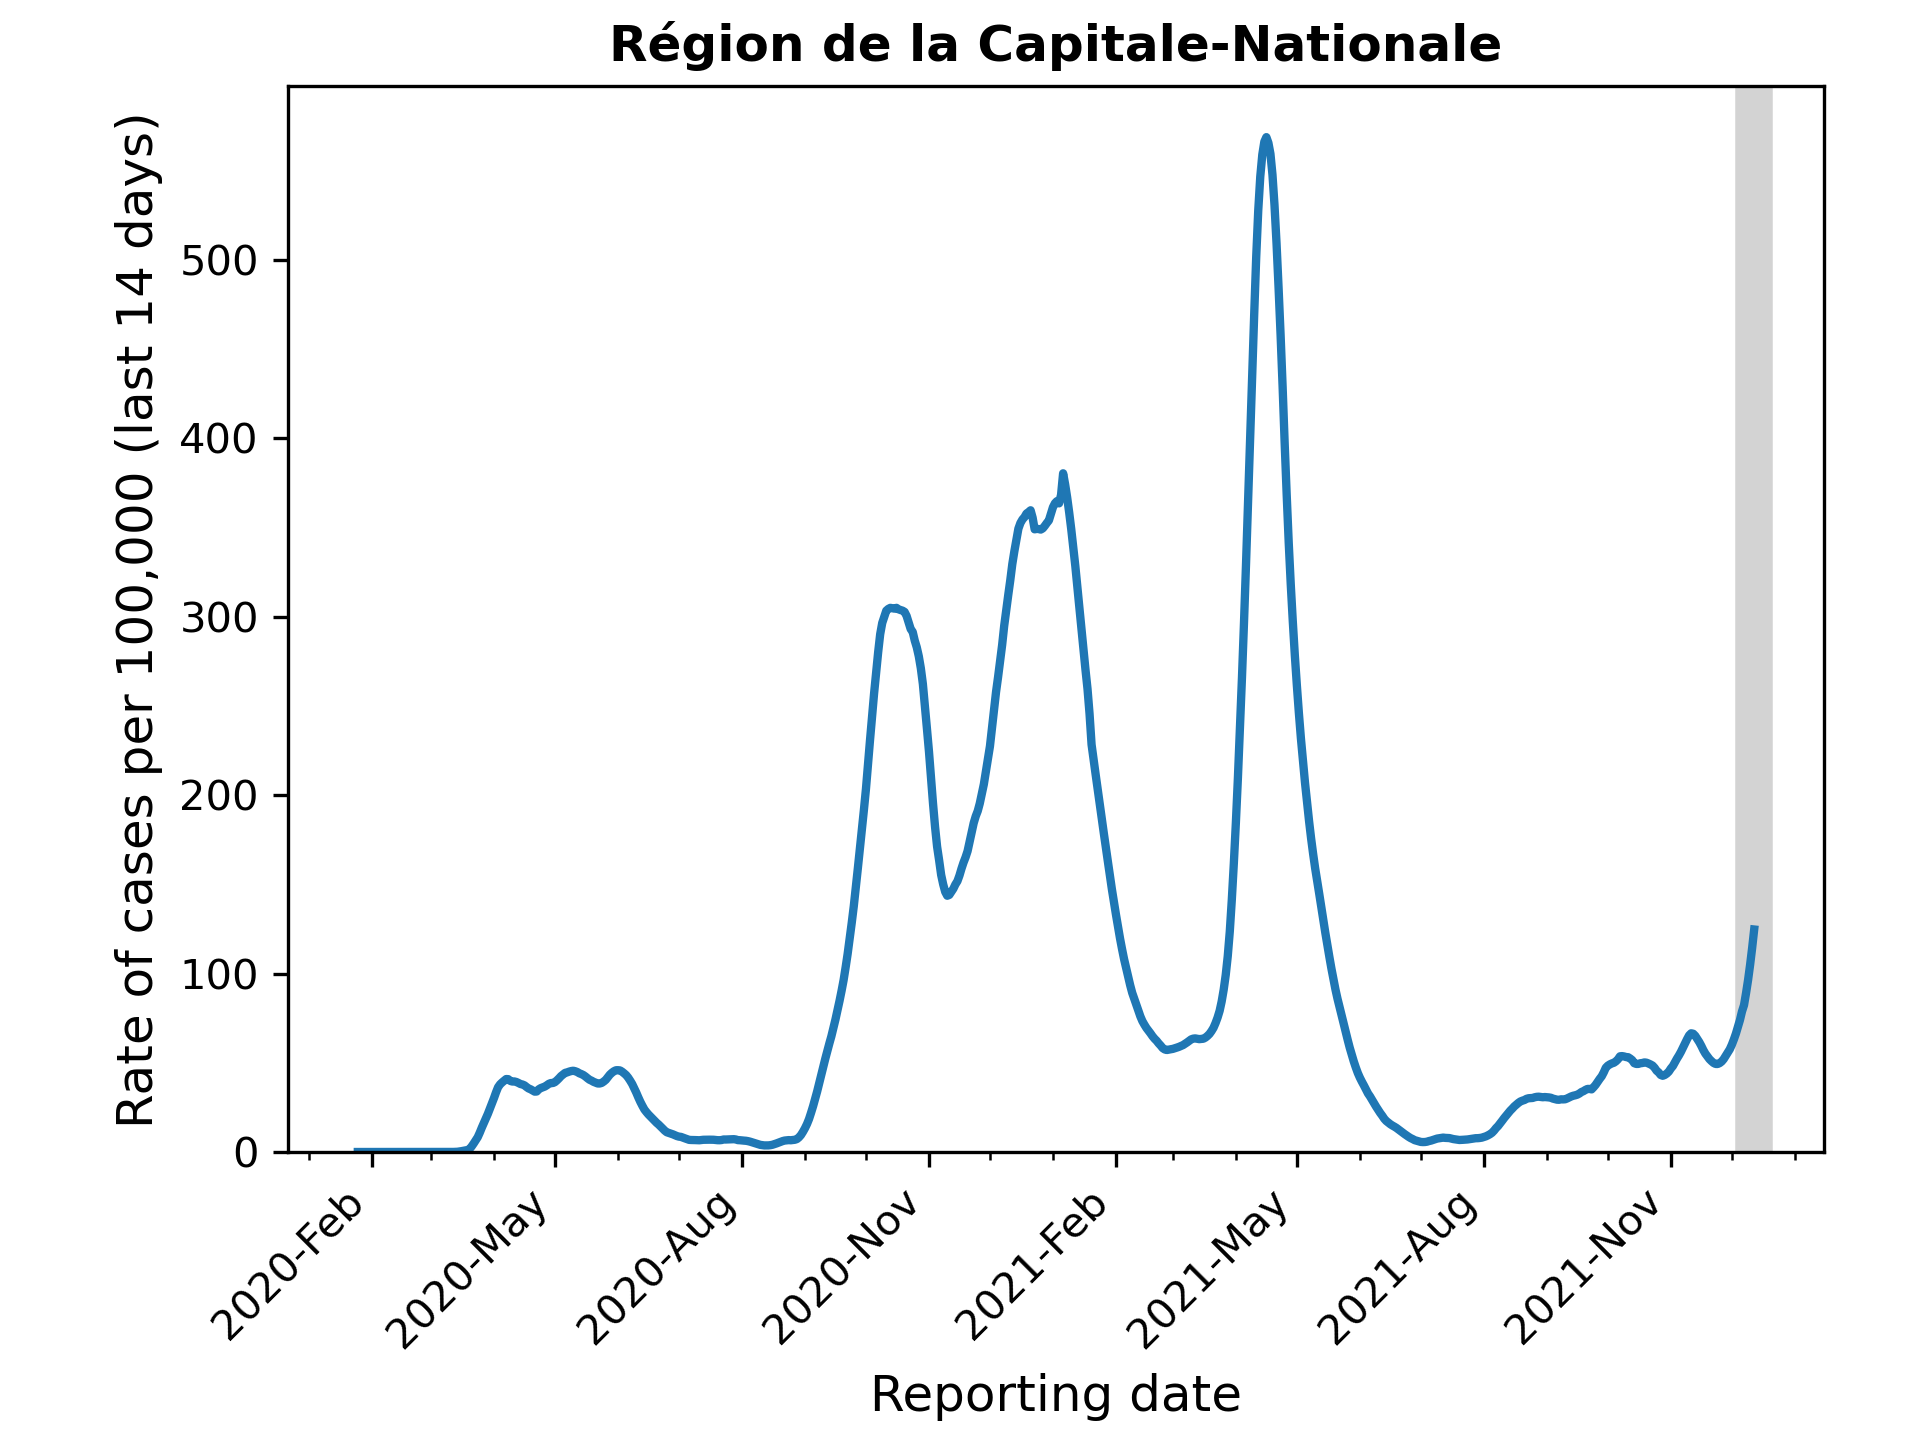 Région de la Capitale-Nationale
Rate of cases per 100,000 (last 14 days)
500
400
300
200
100
0
2020-Feb
2020-May
2020-Aug
2020-Nov
2021-Feb
2021-May
2021-Aug
2021-Nov
Reporting date